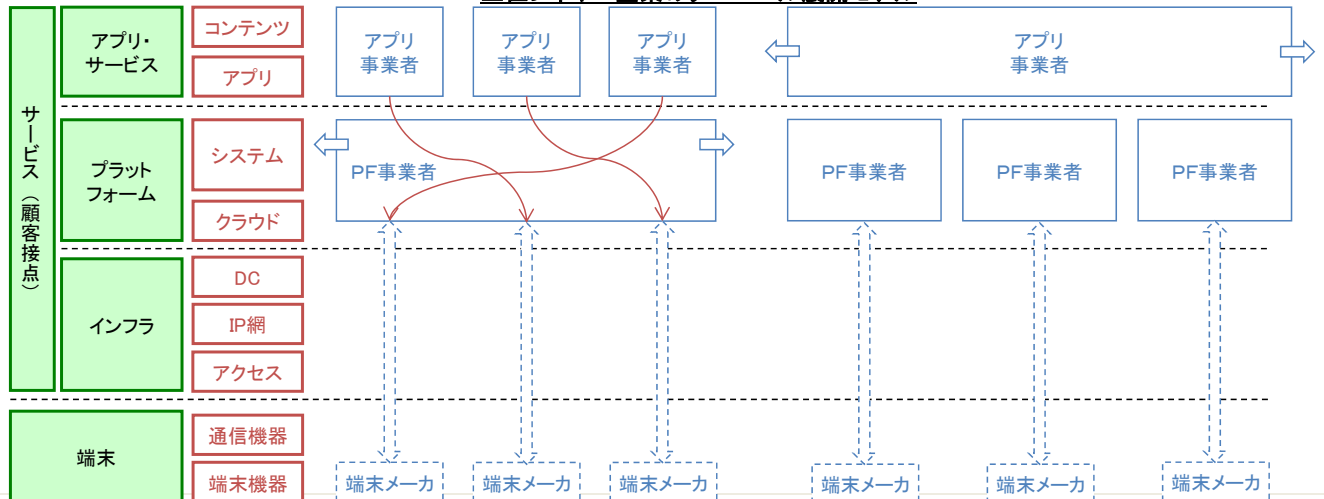 アプリ・
サービス
コンテンツ
アプリ
アプリ
事業者
アプリ
事業者
アプリ
事業者
アプリ
事業者
サービス（顧客接点）
プラット
フォーム
システム
クラウド
PF事業者
PF事業者
PF事業者
PF事業者
インフラ
DC
IP網
アクセス
端末
通信機器
端末機器
端末メーカ
端末メーカ
端末メーカ
端末メーカ
端末メーカ
端末メーカ